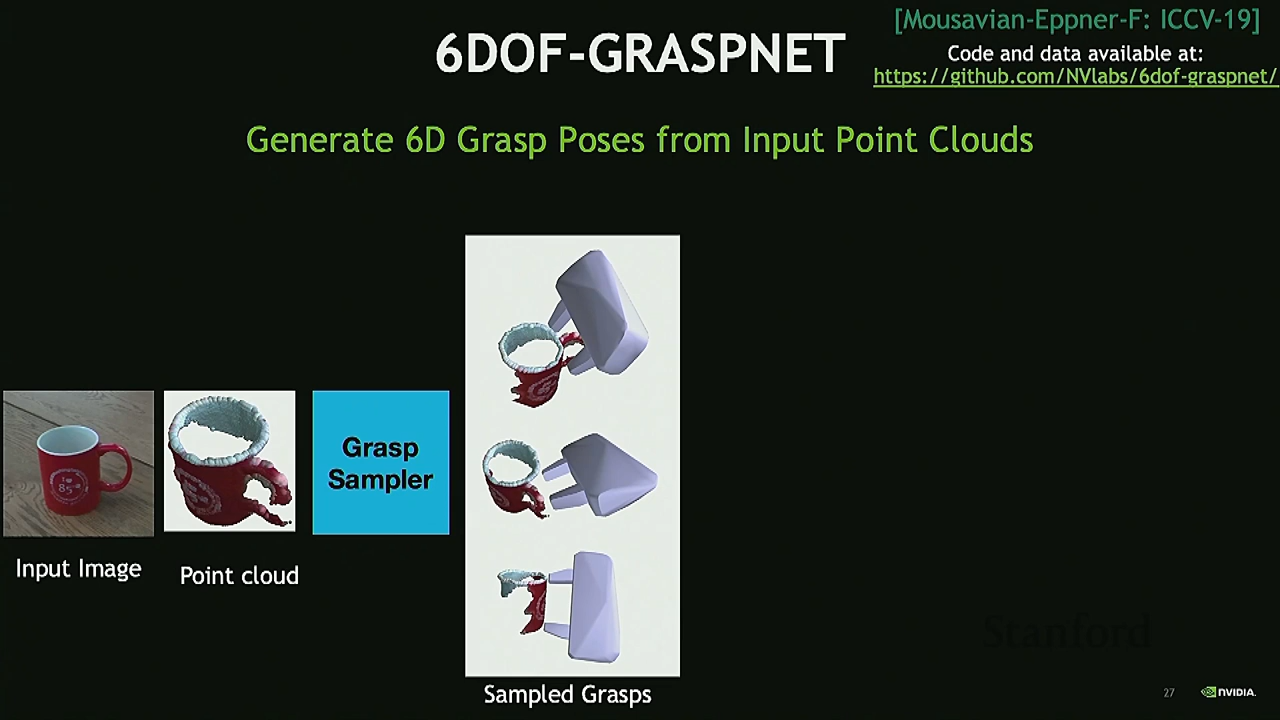 [Mousavian-Eppner-F: ICCV-19]
6DOF-GRASPNET
Code and data available at:
https://github.com/NVlabs/6dof-graspnet/
Generate 6D Grasp Poses from Input Point Clouds
Grasp
Sampler
Input Image
Point cloud
Sampled Grasps
Stanford
27
NVIDIA.